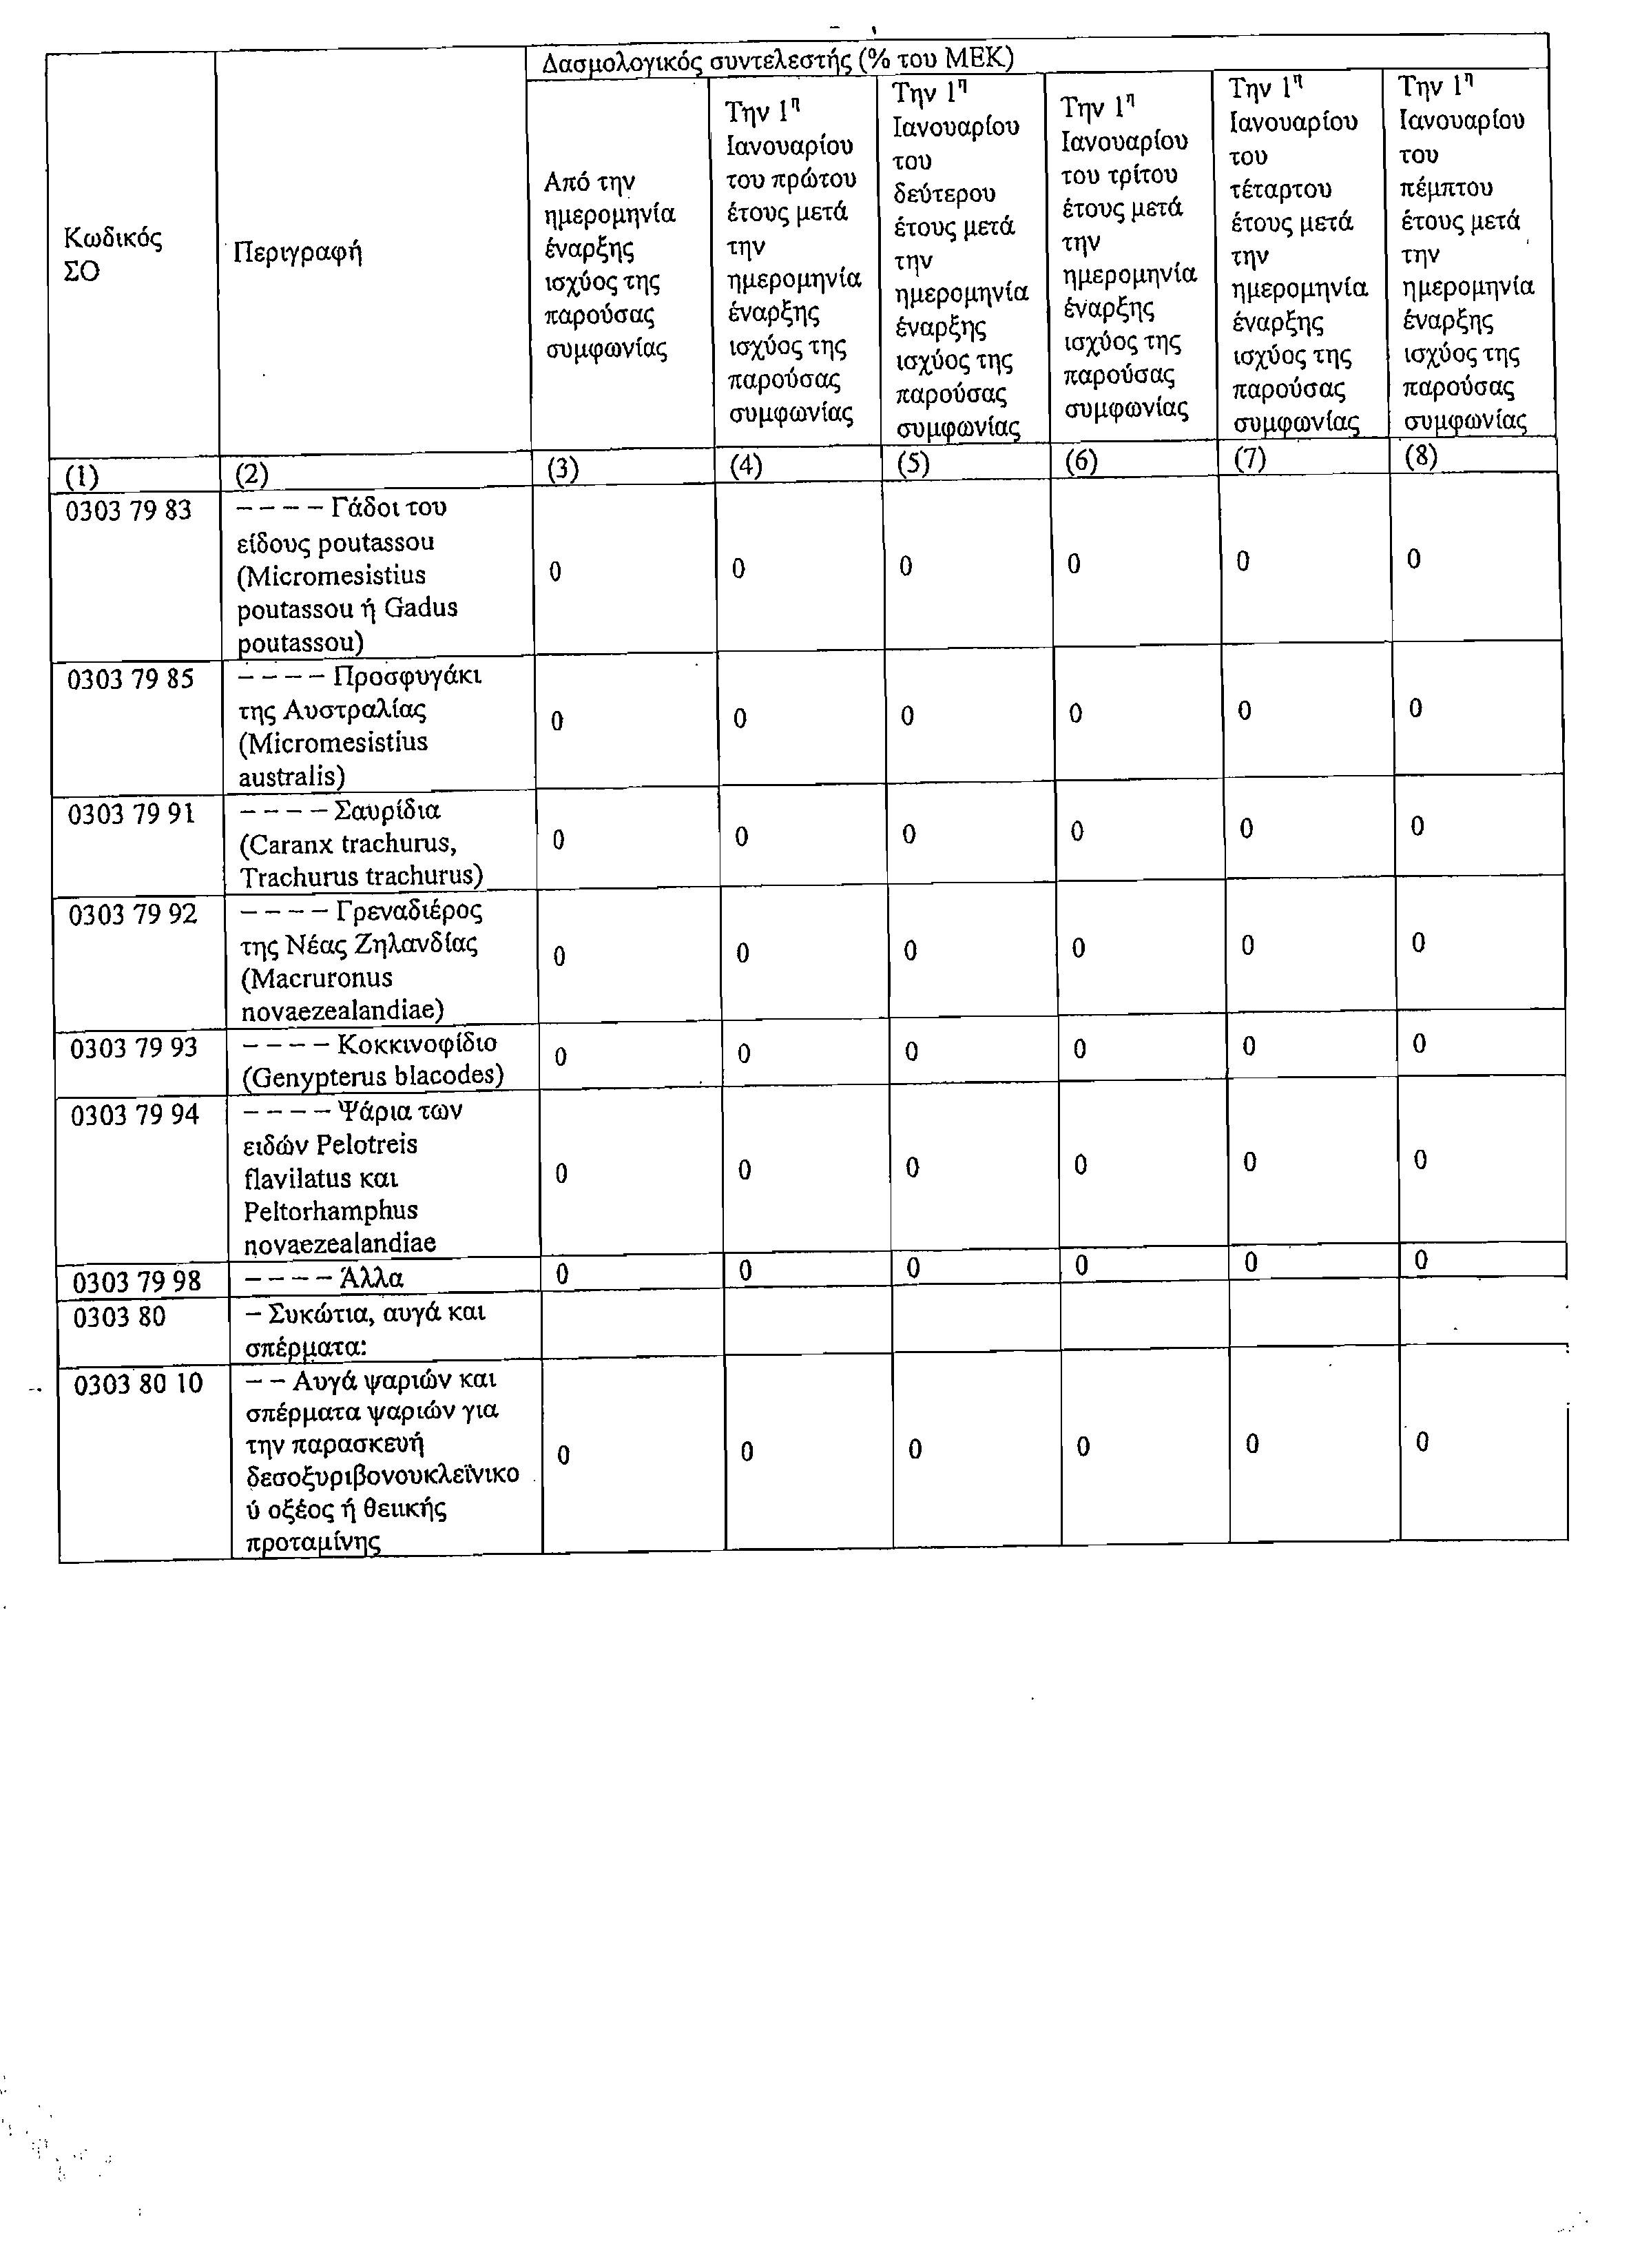 Κωδικός
ΣΟ
Περιγραφή
Δασμολογικός συντελεστής (% του ΜΕΚ)
Από την
ημερομηνία
έναρξης
ισχύος της
παρούσας
συμφωνίας
Την 1η
Ιανουαρίου
του πρώτου
έτους μετά
την
ημερομηνία
έναρξης
ισχύος της
παρούσας
συμφωνίας
Την 1η
Ιανουαρίου
του
δεύτερου
έτους μετά
την
ημερομηνία
έναρξης
ισχύος της
παρούσας
συμφωνίας
Την 1η
Ιανουαρίου
του τρίτου
έτους μετά
την
ημερομηνία
έναρξης
ισχύος της
παρούσας
συμφωνίας
Την 1η
Ιανουαρίου
του
τέταρτου
έτους μετά
την
ημερομηνία
έναρξης
ισχύος της
παρούσας
συμφωνίας
Την 1η
Ιανουαρίου
του
πέμπτου
έτους μετά
την
ημερομηνία
έναρξης
ισχύος της
παρούσας
συμφωνίας
(1) (2) (3) (4) (5) (6) (7) (8)
0303 79 83 – – – – Γάδοι του
είδους poutassou
(Micromesistius
poutassou ή Gadus
poutassou)
0 0 0 0 0 0
0303 79 85 – – – – Προσφυγάκι
της Αυστραλίας
(Micromesistius
australis)
0 0 0 0 0 0
0303 79 91 – – – – Σαυρίδια
(Caranx trachurus,
Trachurus trachurus)
0 0 0 0 0 0
0303 79 92 – – – – Γρεναδιέρος
της Νέας Ζηλανδίας
(Macruronus
novaezealandiae)
0 0 0 0 0 0
0303 79 93 – – – – Κοκκινοφίδιο
(Genypterus blacodes)
0 0 0 0 0 0
0303 79 94 – – – – Ψάρια των
ειδών Pelotreis
flavilatus και
Peltorhamphus
novaezealandiae
0 0 0 0 0 0
0303 79 98 – – – – Άλλα 0 0 0 0 0 0
0303 80 – Συκώτια, αυγά και
σπέρματα:
0303 80 10 – – Αυγά ψαριών και
σπέρματα ψαριών για
την παρασκευή
δεσοξυριβονουκλεϊνικο
ύ οξέος ή θειικής
προταμίνης
0 0 0 0 0 0